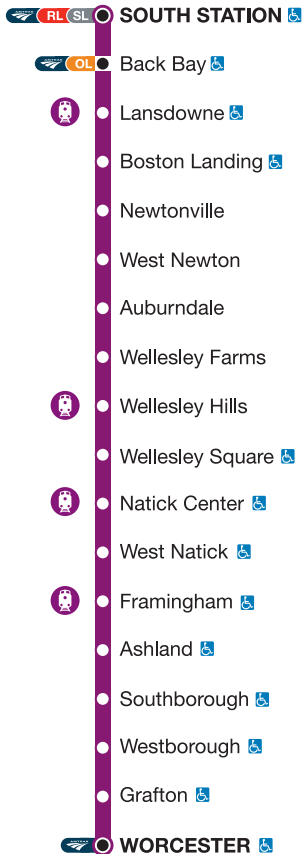 RL SL SOUTH STATION
OL Back Bay
Lansdowne
Boston Landing
Newtonville
West Newton
Auburndale
Wellesley Farms
Wellesley Hills
Wellesley Square
Natick Center
West Natick
Framingham
Ashland
Southborough
Westborough
Grafton
WORCESTER